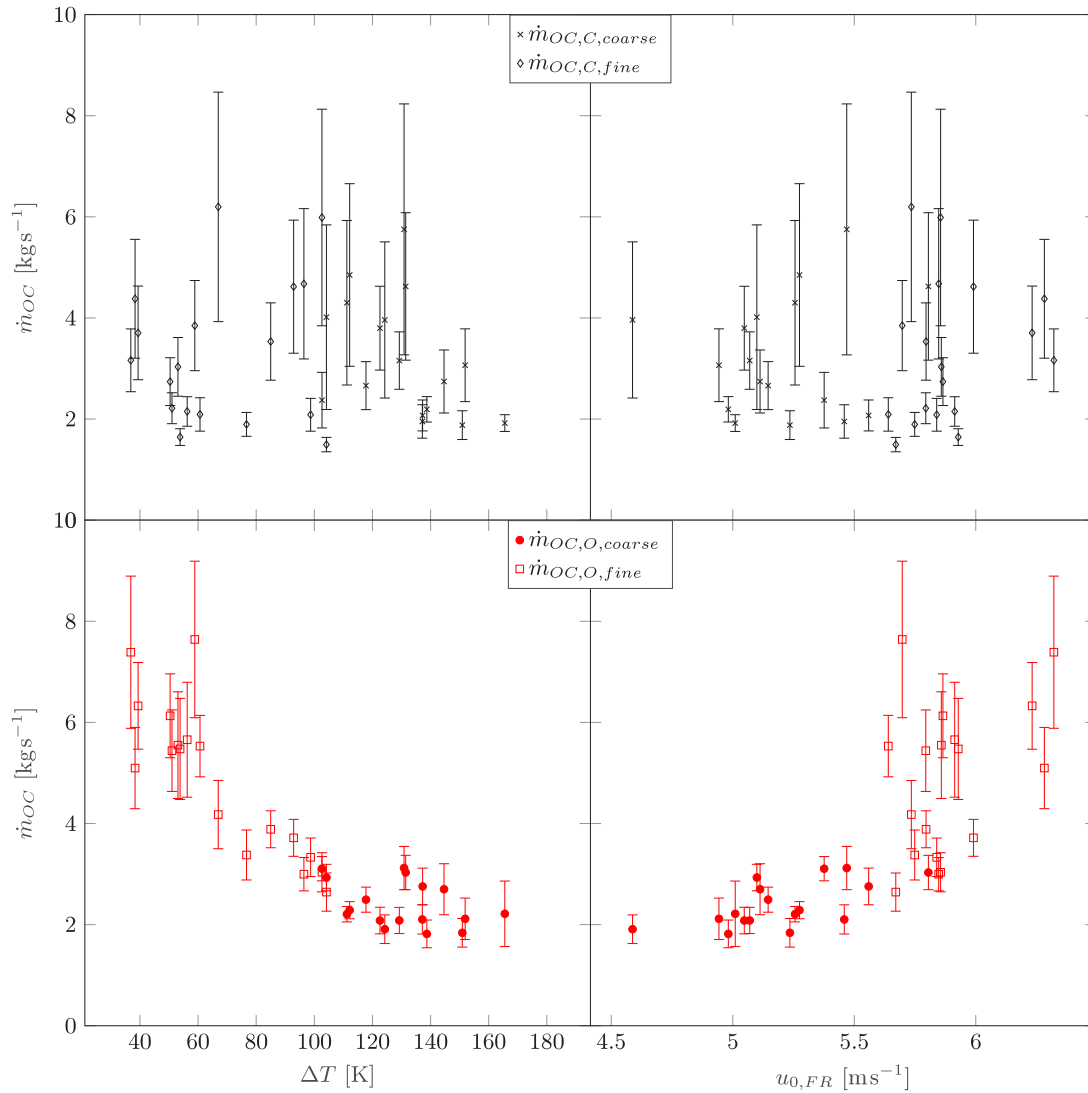 10
8
6
4
2
ṁOC [kgs⁻¹]
ṁOC,C,coarse
ṁOC,C,fine
10
0
8
6
4
2
0
ṁOC [kgs⁻¹]
ṁOC,O,coarse
ṁOC,O,fine
40 60 80 100 120 140 160 180 4.5 5 5.5 6
ΔT [K] u0,FR [ms⁻¹]